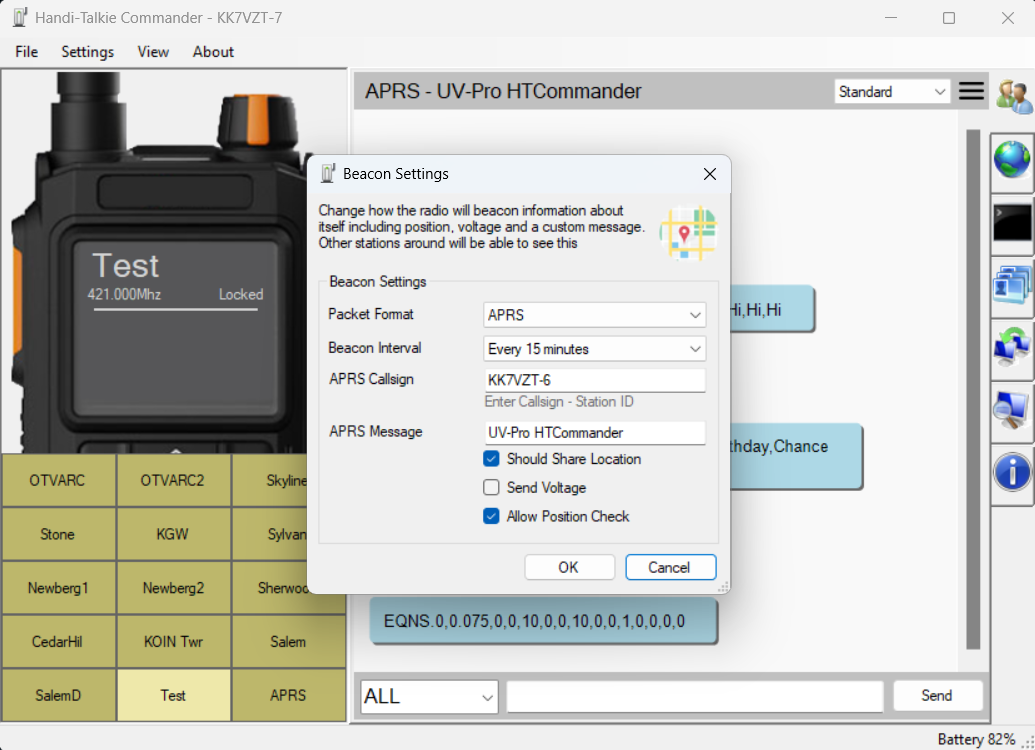 Handi-Talkie Commander - KK7VZT-7
File Settings View About
APRS - UV-Pro HTCommander
Standard
Test
421.000Mhz Locked
Beacon Settings
Change how the radio will beacon information about
itself including position, voltage and a custom message.
Other stations around will be able to see this
Beacon Settings
Packet Format APRS
Beacon Interval Every 15 minutes
APRS Callsign KK7VZT-6
Enter Callsign - Station ID
APRS Message UV-Pro HTCommander
Should Share Location
Send Voltage
Allow Position Check
OK Cancel
Hi,Hi,Hi
thday,Chance
EQNS.0,0.075,0,0,10,0,0,10,0,0,1,0,0,0,0
OTVARC OTVARC2 Skyline
Stone KGW Sylvan
Newberg1 Newberg2 Sherwoo
CedarHil KOIN Twr Salem
SalemD Test APRS
ALL Send
Battery 82%